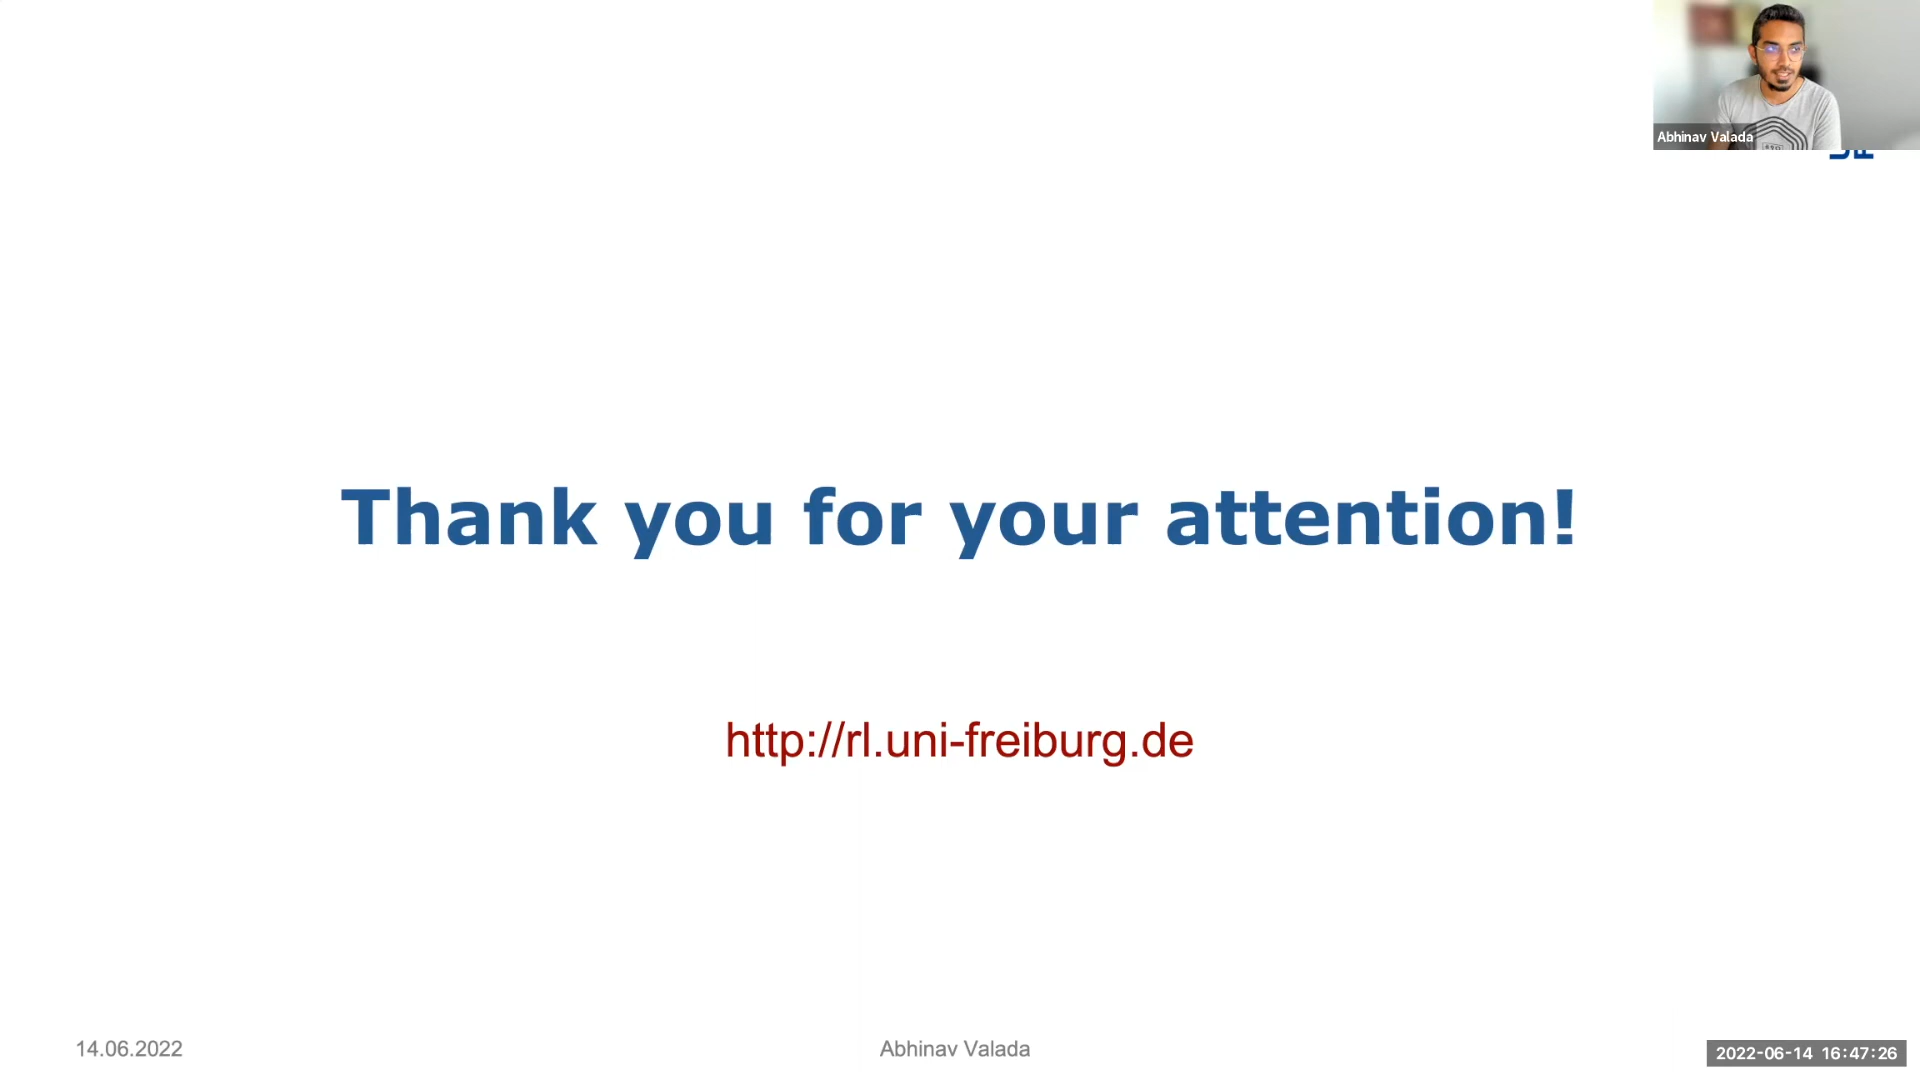 Abhinav Valada
Thank you for your attention!
http://rl.uni-freiburg.de
14.06.2022
Abhinav Valada
2022-06-14 16:47:26